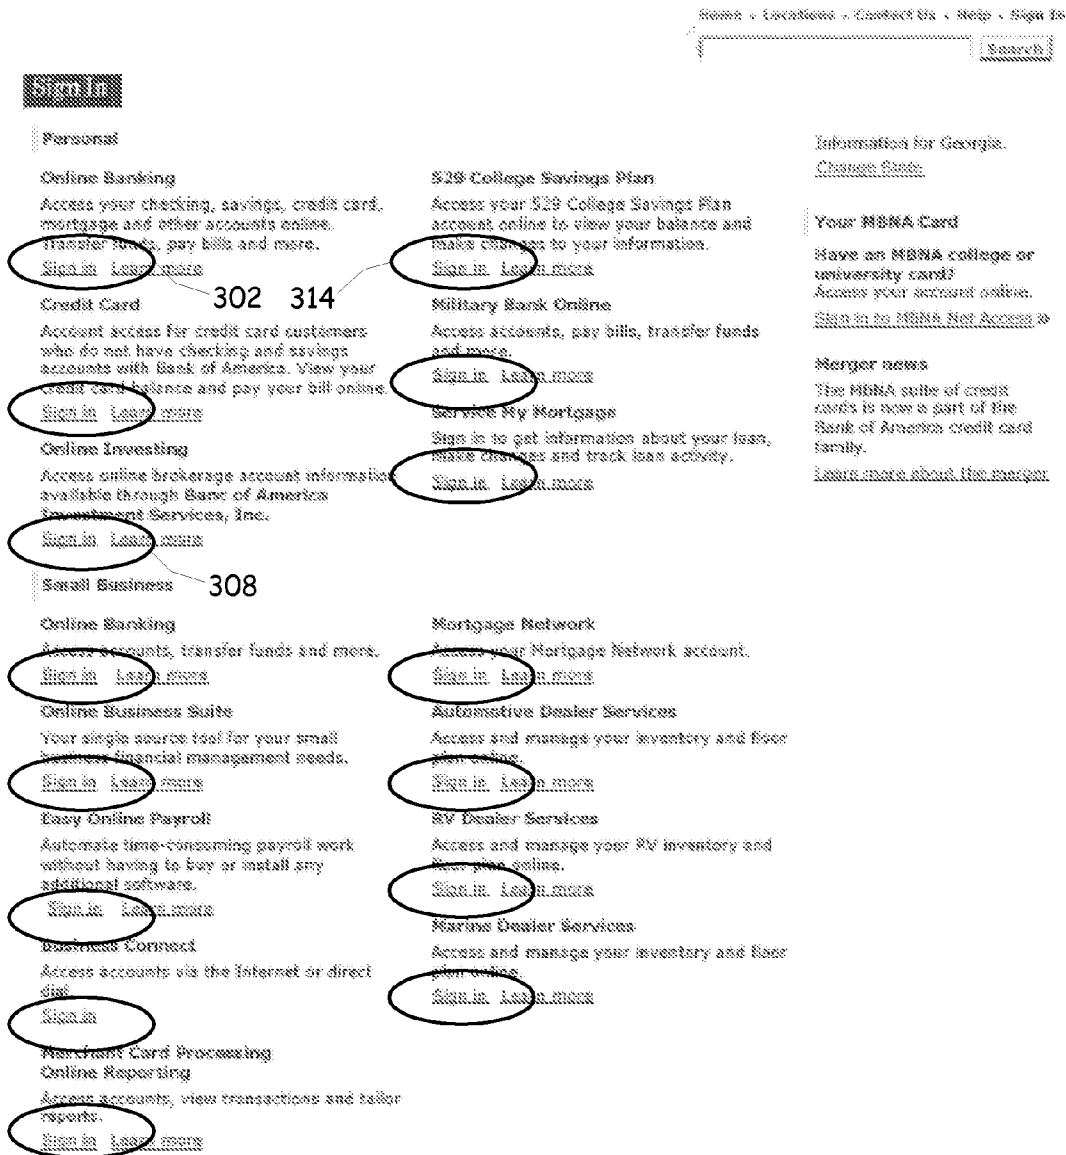 Home • Locations • Contact Us • Help • Sign In
Search
Sign In
Personal
Online Banking
Access your checking, savings, credit card,
mortgage and other accounts online.
Transfer funds, pay bills and more.
Sign in Learn more
302
Credit Card
Account access for credit card customers
who do not have checking and savings
accounts with Bank of America. View your
credit card balance and pay your bill online.
Sign in Learn more
Online Investing
Access online brokerage account information
available through Banc of America
Investment Services, Inc.
Sign in Learn more
308
529 College Savings Plan
Access your 529 College Savings Plan
account online to view your balance and
make changes to your information.
314
Sign in Learn more
Military Bank Online
Access accounts, pay bills, transfer funds
and more.
Sign in Learn more
Service My Mortgage
Sign in to get information about your loan,
make changes and track loan activity.
Sign in Learn more
Information for Georgia.
Change State
Your MBNA Card
Have an MBNA college or
university card?
Access your account online.
Sign in to MBNA Net Access »
Merger news
The MBNA suite of credit
cards is now a part of the
Bank of America credit card
family.
Learn more about the merger
Small Business
Online Banking
Access accounts, transfer funds and more.
Sign in Learn more
Online Business Suite
Your single source tool for your small
business financial management needs.
Sign in Learn more
Easy Online Payroll
Automate time-consuming payroll work
without having to buy or install any
additional software.
Sign in Learn more
Business Connect
Access accounts via the Internet or direct
dial.
Sign in
Merchant Card Processing
Online Reporting
Access accounts, view transactions and tailor
reports.
Sign in Learn more
Mortgage Network
Access your Mortgage Network account.
Sign in Learn more
Automotive Dealer Services
Access and manage your inventory and floor
plan online.
Sign in Learn more
RV Dealer Services
Access and manage your RV inventory and
floor plan online.
Sign in Learn more
Marine Dealer Services
Access and manage your inventory and floor
plan online.
Sign in Learn more